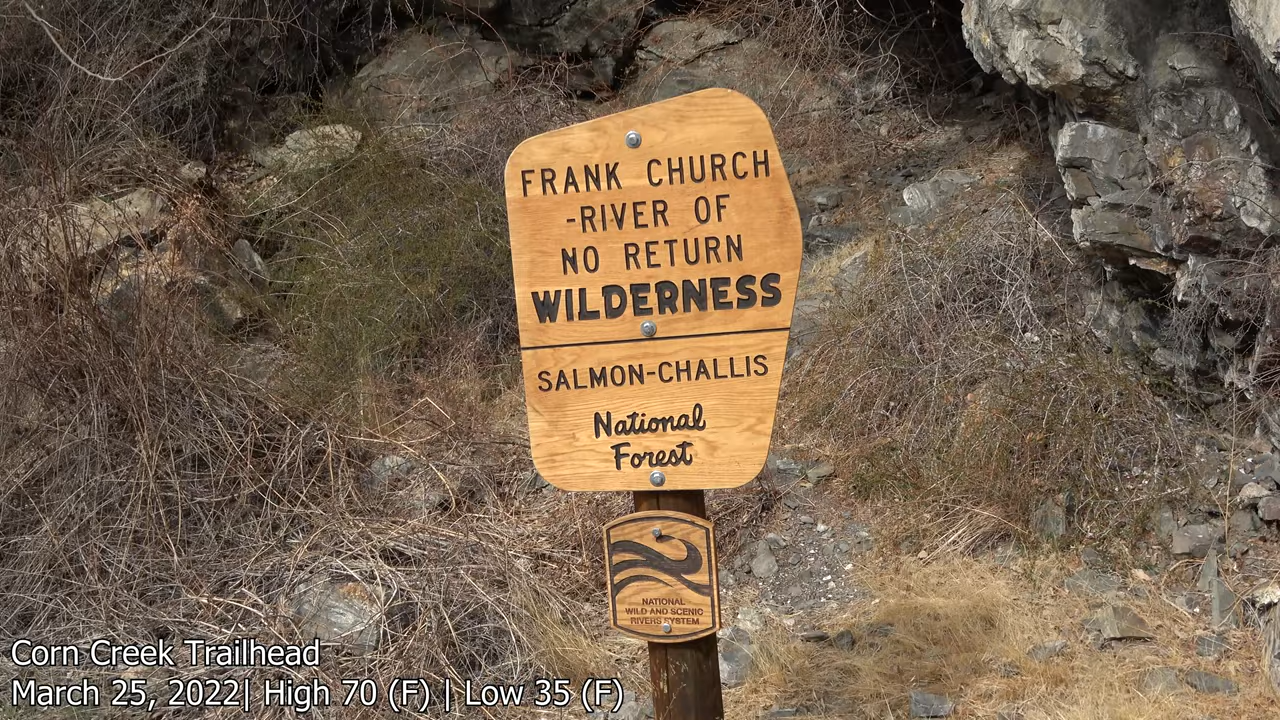 FRANK CHURCH
-RIVER OF
NO RETURN
WILDERNESS
SALMON-CHALLIS
National
Forest
NATIONAL
WILD AND SCENIC
RIVERS SYSTEM
Corn Creek Trailhead
March 25, 2022| High 70 (F) | Low 35 (F)